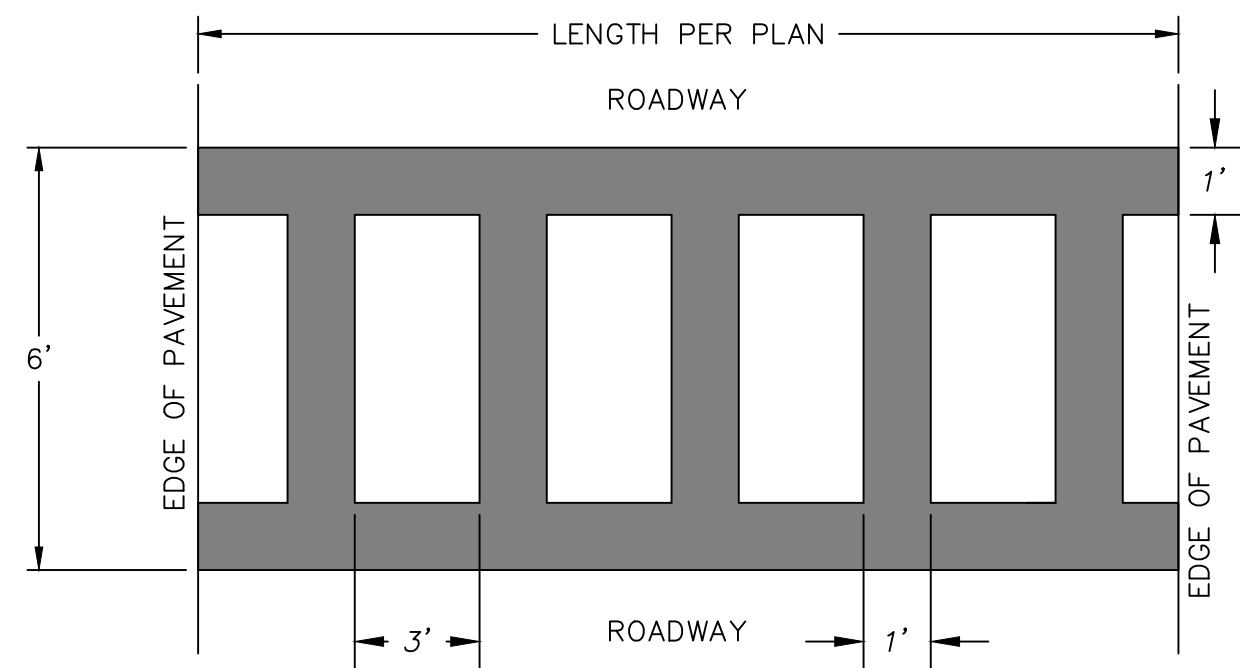 LENGTH PER PLAN
ROADWAY
1'
EDGE OF PAVEMENT
6'
EDGE OF PAVEMENT
3'
ROADWAY
1'